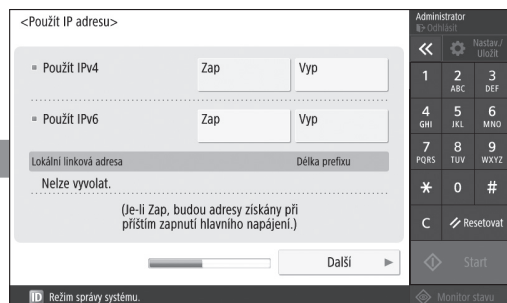 <Použít IP adresu>
Použít IPv4
Zap
Vyp
Použít IPv6
Zap
Vyp
Lokální linková adresa
Délka prefixu
Nelze vyvolat.
(Je-li Zap, budou adresy získány při
příštím zapnutí hlavního napájení.)
Další
ID Režim správy systému.
Administrator
Odhlásit
Nastav./
Uložit
1
2
ABC
3
DEF
4
GHI
5
JKL
6
MNO
7
PQRS
8
TUV
9
WXYZ
*
0
#
C
Resetovat
Start
Monitor stavu